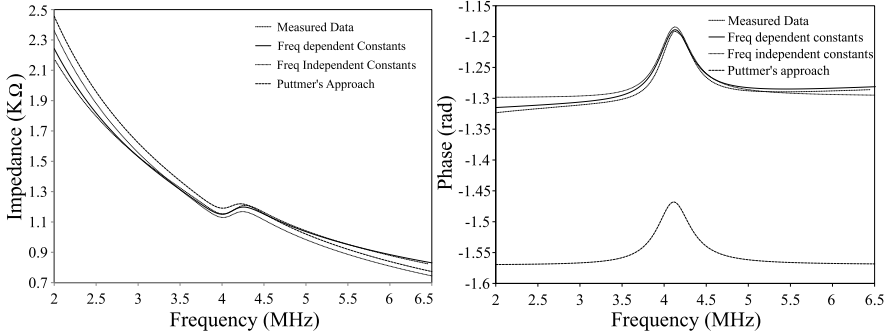 2.5
2.3
2.1
1.9
1.7
1.5
1.3
1.1
0.9
0.7
Impedance (KΩ)
Measured Data
Freq dependent Constants
Freq Independent Constants
Puttmer's Approach
2 2.5 3 3.5 4 4.5 5 5.5 6 6.5
Frequency (MHz)
-1.15
-1.2
-1.25
-1.3
-1.35
-1.4
-1.45
-1.5
-1.55
-1.6
Phase (rad)
Measured Data
Freq dependent constants
Freq independent constants
Puttmer's approach
2 2.5 3 3.5 4 4.5 5 5.5 6 6.5
Frequency (MHz)